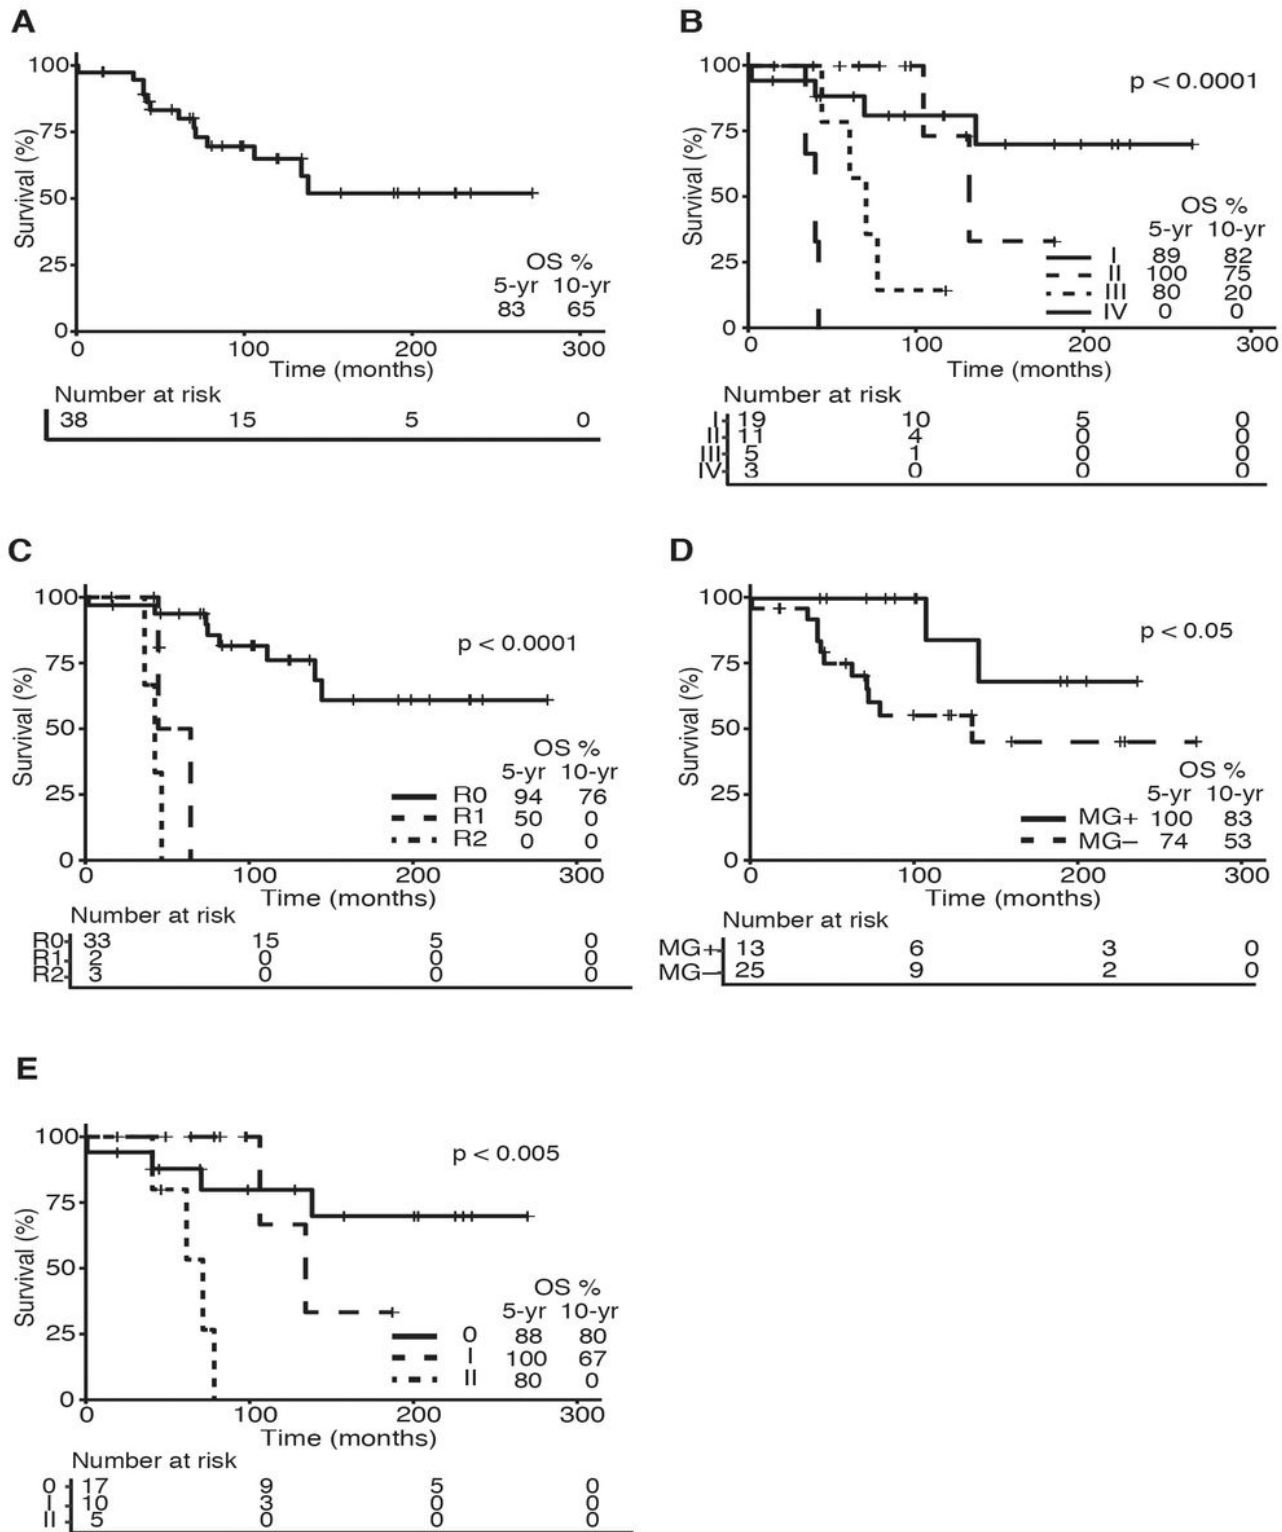 A
100
75
50
25
0
Survival (%)
OS %
5-yr 10-yr
83 65
0 100 200 300
Time (months)
Number at risk
38 15 5 0
B
100
75
50
25
0
Survival (%)
p < 0.0001
OS %
5-yr 10-yr
I 89 82
II 100 75
III 80 20
IV 0 0
0 100 200 300
Time (months)
Number at risk
I 19 10 5 0
II 11 4 0 0
III 5 1 0 0
IV 3 0 0 0
C
100
75
50
25
0
Survival (%)
p < 0.0001
OS %
5-yr 10-yr
R0 94 76
R1 50 0
R2 0 0
0 100 200 300
Time (months)
Number at risk
R0 33 15 5 0
R1 2 0 0 0
R2 3 0 0 0
D
100
75
50
25
0
Survival (%)
p < 0.05
OS %
5-yr 10-yr
MG+ 100 83
MG– 74 53
0 100 200 300
Time (months)
Number at risk
MG+ 13 6 3 0
MG– 25 9 2 0
E
100
75
50
25
0
Survival (%)
p < 0.005
OS %
5-yr 10-yr
0 88 80
I 100 67
II 80 0
0 100 200 300
Time (months)
Number at risk
0 17 9 5 0
I 10 3 0 0
II 5 0 0 0